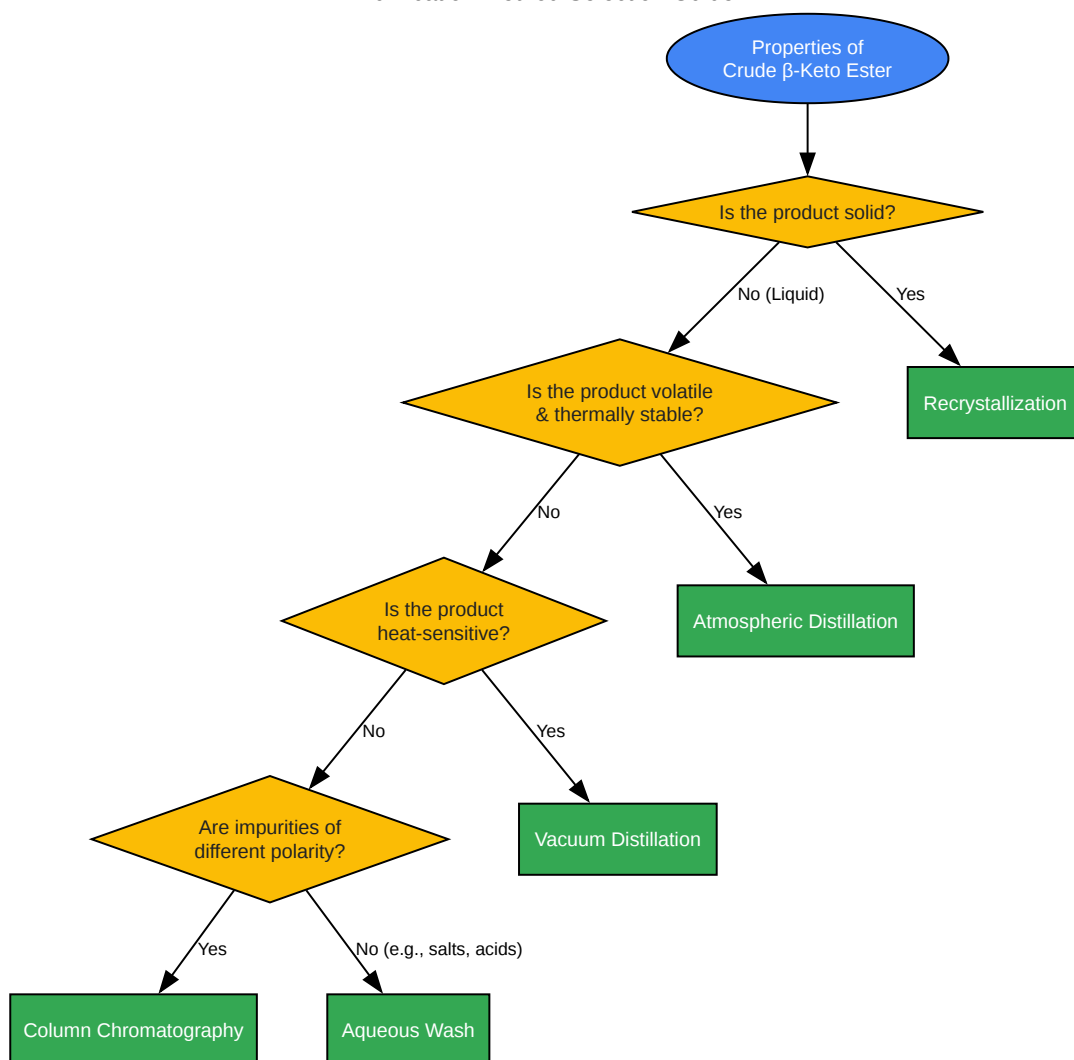 Properties of
Crude β-Keto Ester
Is the product solid?
No (Liquid)
Yes
Is the product volatile
& thermally stable?
Recrystallization
No
Yes
Is the product
heat-sensitive?
Atmospheric Distillation
No
Yes
Are impurities of
different polarity?
Vacuum Distillation
Yes
No (e.g., salts, acids)
Column Chromatography
Aqueous Wash